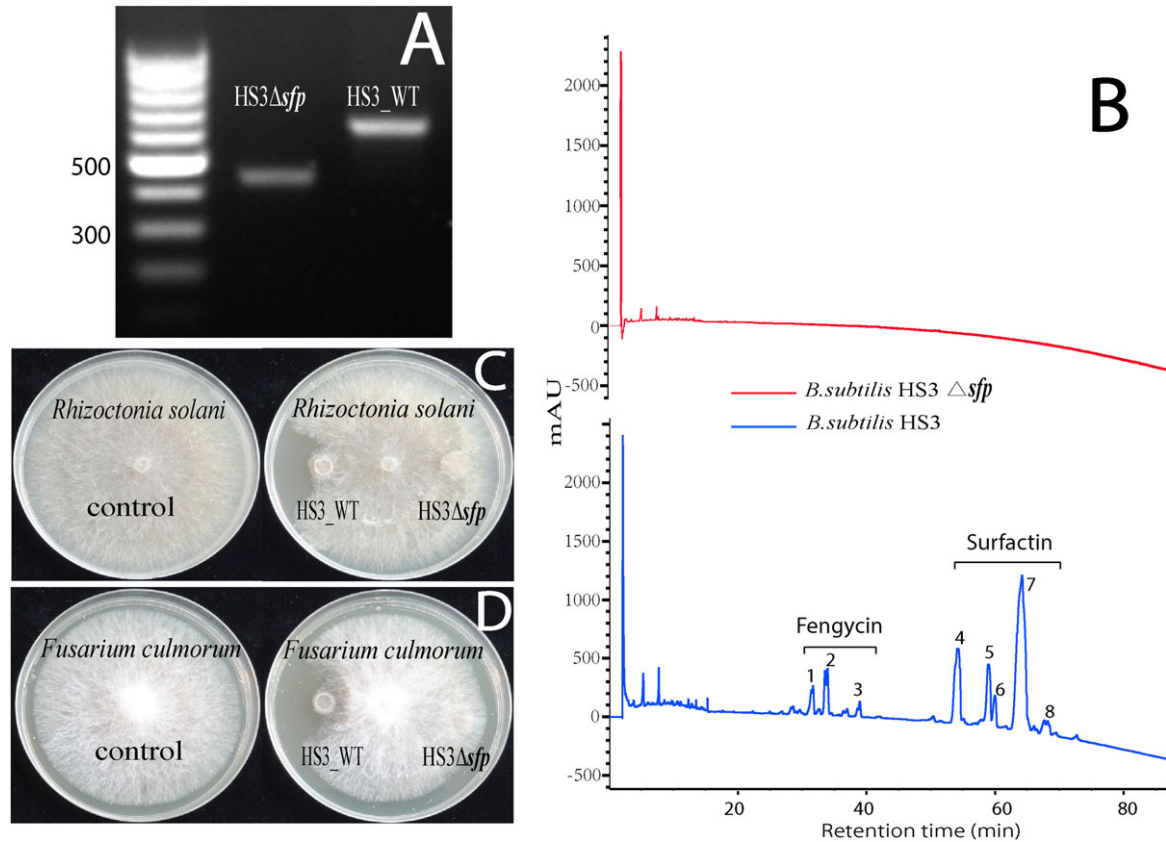 A
HS3Δsfp HS3_WT
500
300
B
2000
1500
1000
500
0
-500
mAU
B.subtilis HS3 △sfp
B.subtilis HS3
2000
1500
1000
500
0
-500
Fengycin
1 2 3
Surfactin
4 5 6 7 8
20 40 60 80
Retention time (min)
C
Rhizoctonia solani
control
Rhizoctonia solani
HS3_WT HS3Δsfp
D
Fusarium culmorum
control
Fusarium culmorum
HS3_WT HS3Δsfp